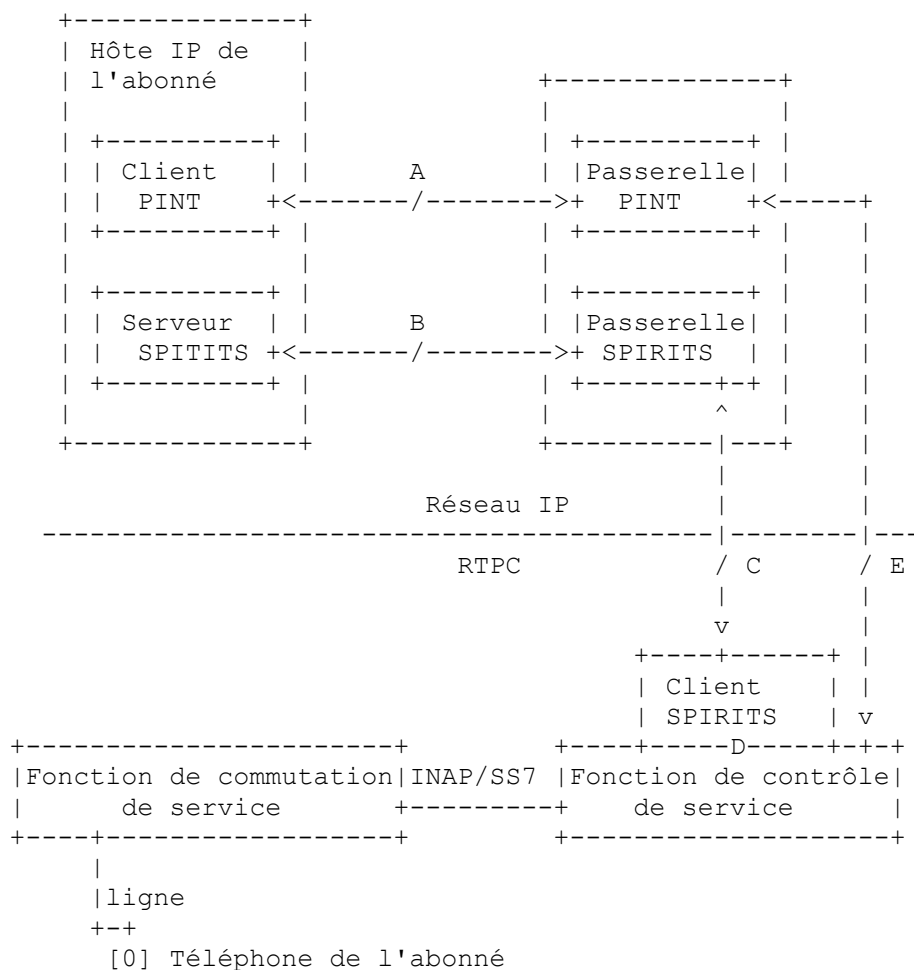 Hôte IP de
l'abonné
Client
PINT
A
Passerelle
PINT
Serveur
SPITITS
B
Passerelle
SPIRITS
Réseau IP
RTPC
C
E
Client
SPIRITS
D
Fonction de commutation
de service
INAP/SS7
Fonction de contrôle
de service
ligne
[0] Téléphone de l'abonné